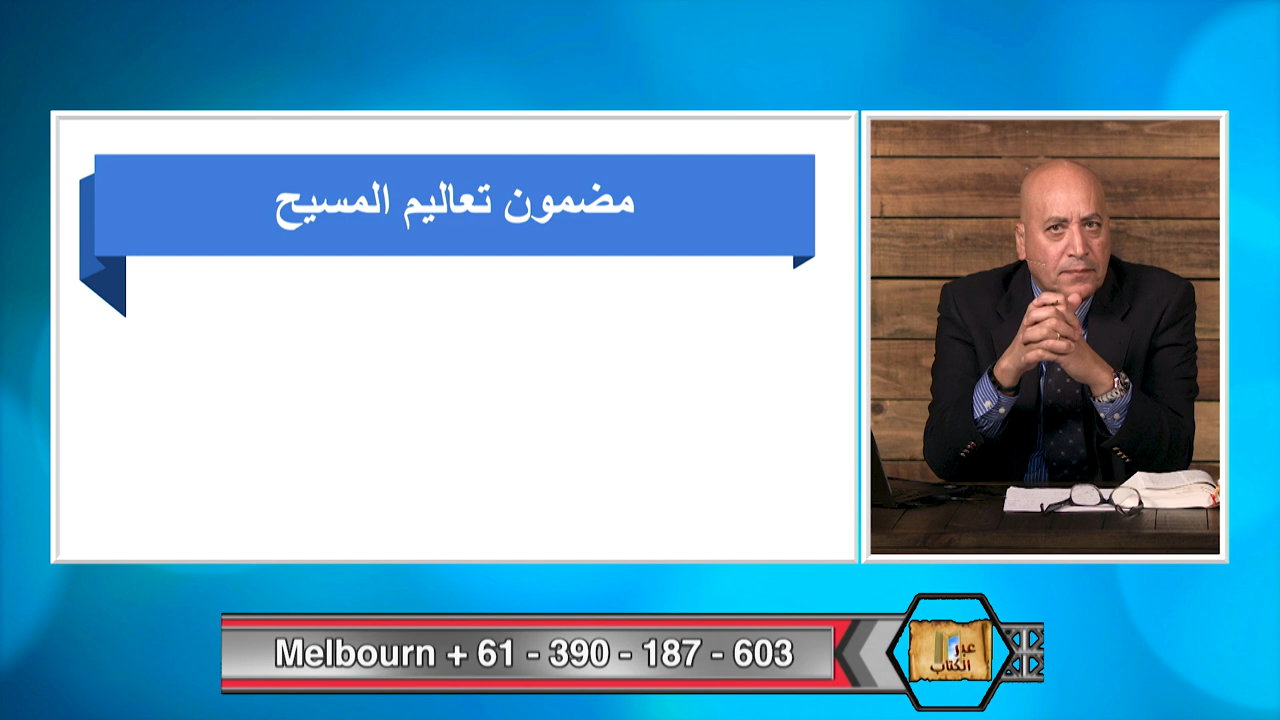 مضمون تعاليم المسيح
Melbourn + 61 - 390 - 187 - 603
عبر
الكتاب